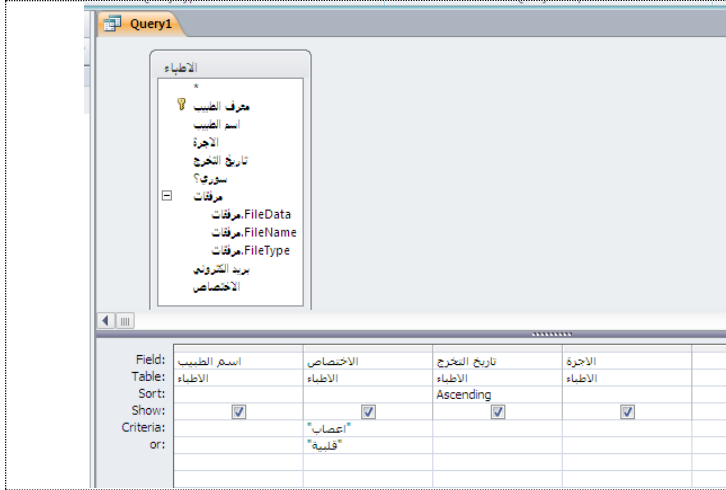 Query1
الاطباء
*
معرف الطبيب
اسم الطبيب
الاجرة
تاريخ التخرج
سوري؟
مرفقات
مرفقات.FileData
مرفقات.FileName
مرفقات.FileType
بريد الكتروني
الاختصاص
Field: اسم الطبيب الاختصاص تاريخ التخرج الاجرة
Table: الاطباء الاطباء الاطباء الاطباء
Sort: Ascending
Show:
Criteria: "اعصاب"
or: "قلبية"